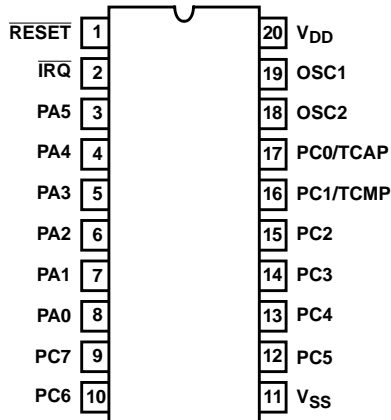 RESET 1 20 VDD
IRQ 2 19 OSC1
PA5 3 18 OSC2
PA4 4 17 PC0/TCAP
PA3 5 16 PC1/TCMP
PA2 6 15 PC2
PA1 7 14 PC3
PA0 8 13 PC4
PC7 9 12 PC5
PC6 10 11 VSS